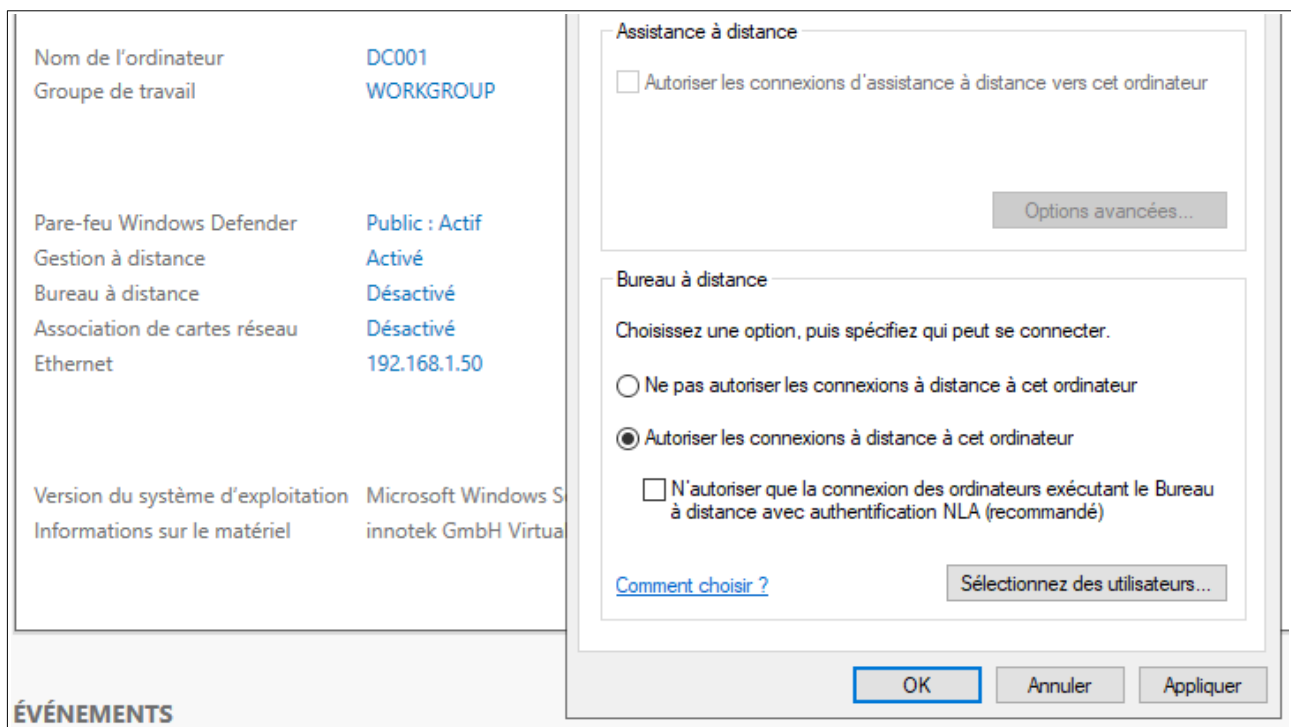 Nom de l'ordinateur DC001
Groupe de travail WORKGROUP
Pare-feu Windows Defender Public : Actif
Gestion à distance Activé
Bureau à distance Désactivé
Association de cartes réseau Désactivé
Ethernet 192.168.1.50
Version du système d'exploitation Microsoft Windows
Informations sur le matériel innotek GmbH
ÉVÉNEMENTS
Assistance à distance
Autoriser les connexions d'assistance à distance vers cet ordinateur
Options avancées...
Bureau à distance
Choisissez une option, puis spécifiez qui peut se connecter.
Ne pas autoriser les connexions à distance à cet ordinateur
Autoriser les connexions à distance à cet ordinateur
N'autoriser que la connexion des ordinateurs exécutant le Bureau
à distance avec authentification NLA (recommandé)
Comment choisir ? Sélectionnez des utilisateurs...
OK Annuler Appliquer